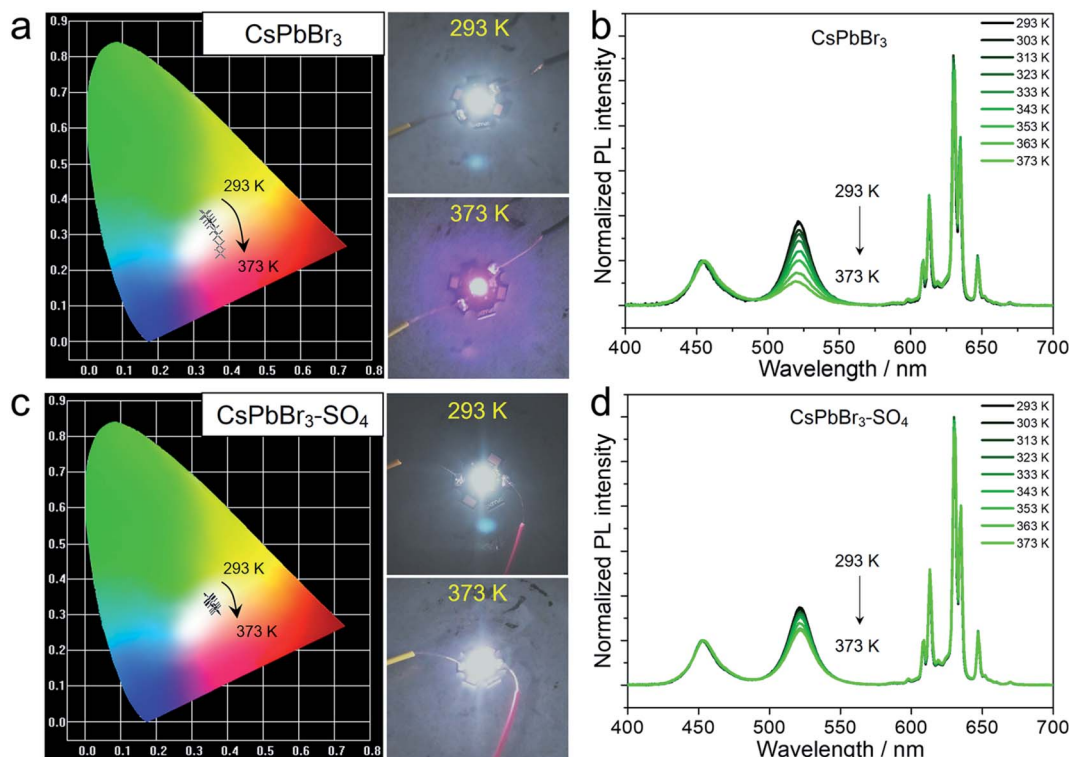 a
CsPbBr₃
0.9
0.8
0.7
0.6
0.5
0.4
0.3
0.2
0.1
0.0
0.0 0.1 0.2 0.3 0.4 0.5 0.6 0.7 0.8
293 K
373 K
293 K
373 K
b
CsPbBr₃
Normalized PL intensity
293 K
303 K
313 K
323 K
333 K
343 K
353 K
363 K
373 K
293 K
373 K
400 450 500 550 600 650 700
Wavelength / nm
c
CsPbBr₃-SO₄
0.9
0.8
0.7
0.6
0.5
0.4
0.3
0.2
0.1
0.0
0.0 0.1 0.2 0.3 0.4 0.5 0.6 0.7 0.8
293 K
373 K
293 K
373 K
d
CsPbBr₃-SO₄
Normalized PL intensity
293 K
303 K
313 K
323 K
333 K
343 K
353 K
363 K
373 K
293 K
373 K
400 450 500 550 600 650 700
Wavelength / nm